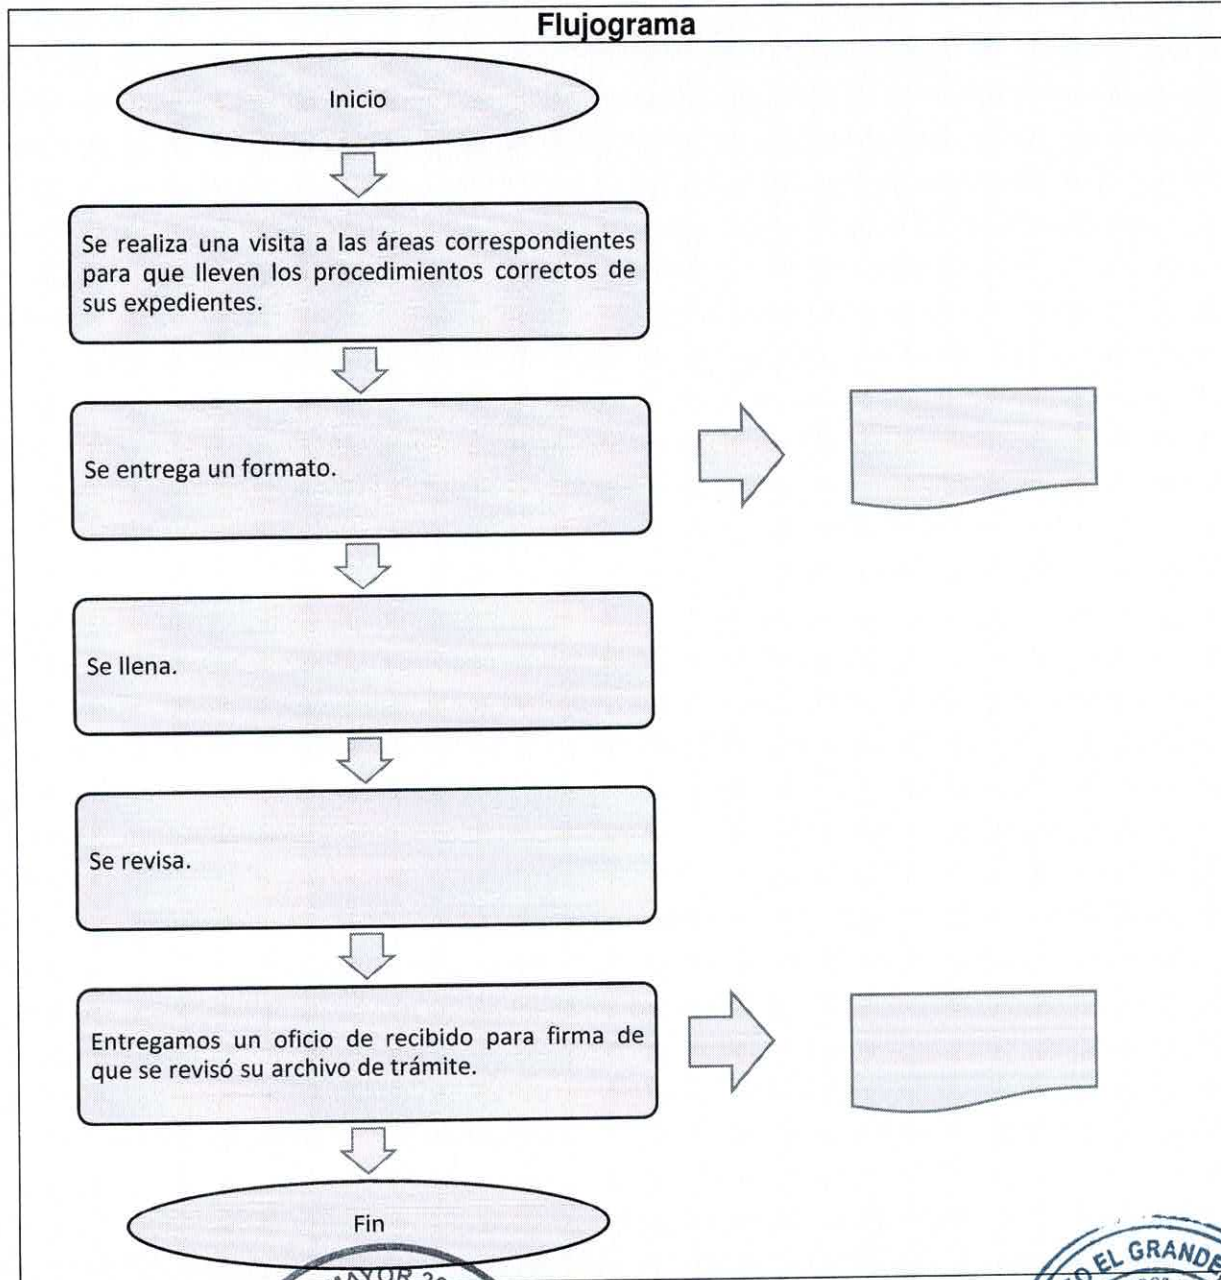 Flujograma
Inicio
Se realiza una visita a las áreas correspondientes
para que lleven los procedimientos correctos de
sus expedientes.
Se entrega un formato.
Se llena.
Se revisa.
Entregamos un oficio de recibido para firma de
que se revisó su archivo de trámite.
Fin
MAYOR
EL GRANDE